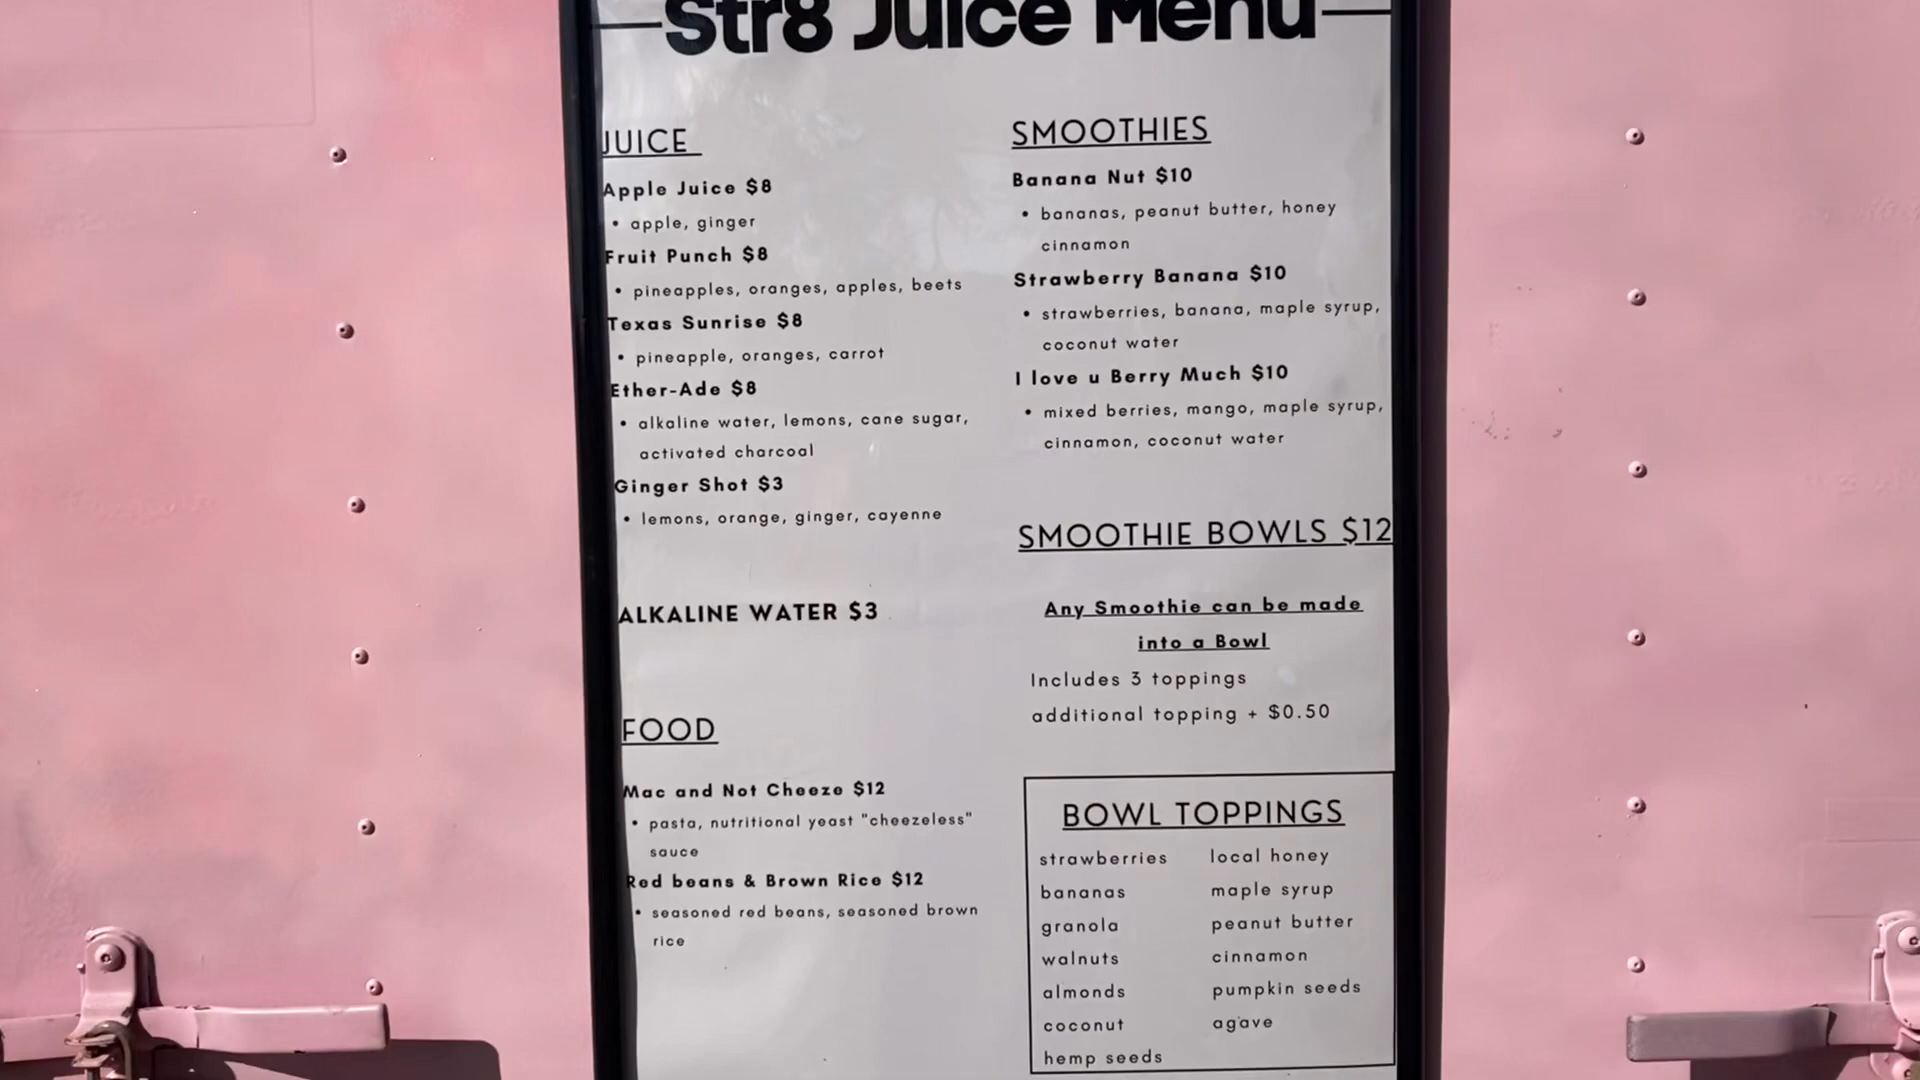 Str8 Juice Menu
JUICE
Apple Juice $8
• apple, ginger
Fruit Punch $8
• pineapples, oranges, apples, beets
Texas Sunrise $8
• pineapple, oranges, carrot
Ether-Ade $8
• alkaline water, lemons, cane sugar,
activated charcoal
Ginger Shot $3
• lemons, orange, ginger, cayenne
ALKALINE WATER $3
FOOD
Mac and Not Cheeze $12
• pasta, nutritional yeast "cheezeless"
sauce
Red beans & Brown Rice $12
• seasoned red beans, seasoned brown
rice
SMOOTHIES
Banana Nut $10
• bananas, peanut butter, honey
cinnamon
Strawberry Banana $10
• strawberries, banana, maple syrup,
coconut water
I love u Berry Much $10
• mixed berries, mango, maple syrup,
cinnamon, coconut water
SMOOTHIE BOWLS $12
Any Smoothie can be made
into a Bowl
Includes 3 toppings
additional topping + $0.50
BOWL TOPPINGS
strawberries
bananas
granola
walnuts
almonds
coconut
hemp seeds
local honey
maple syrup
peanut butter
cinnamon
pumpkin seeds
agave